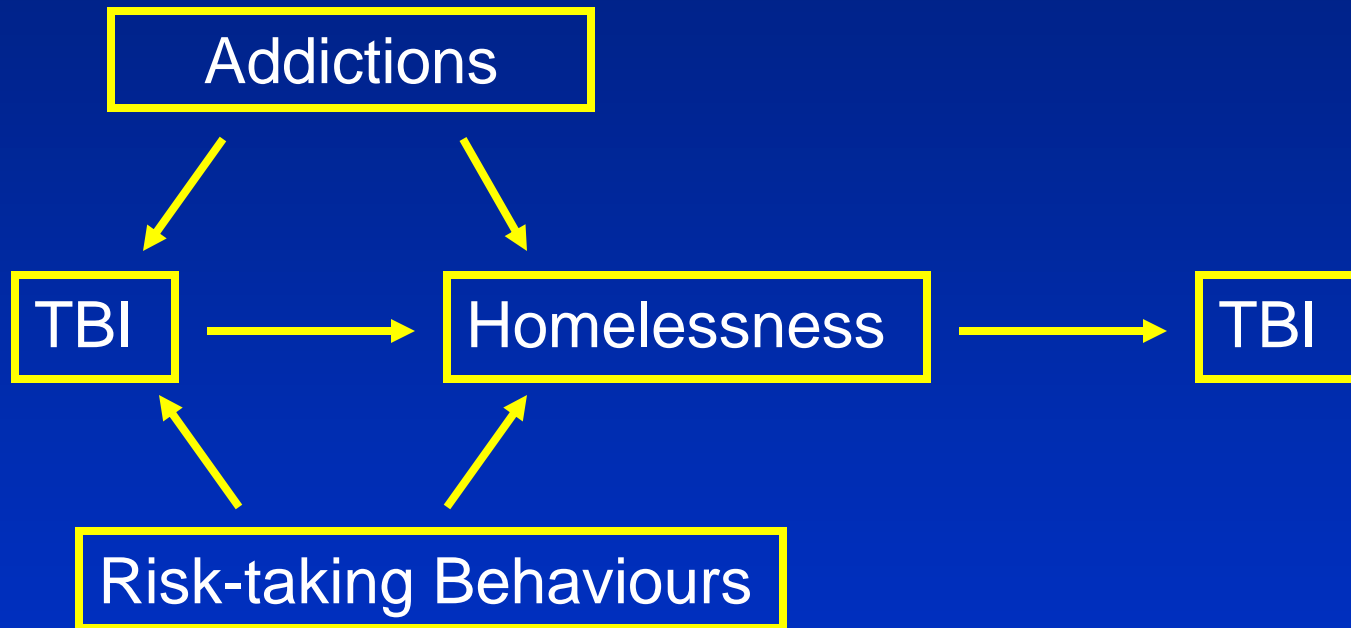 Addictions
TBI
Homelessness
TBI
Risk-taking Behaviours